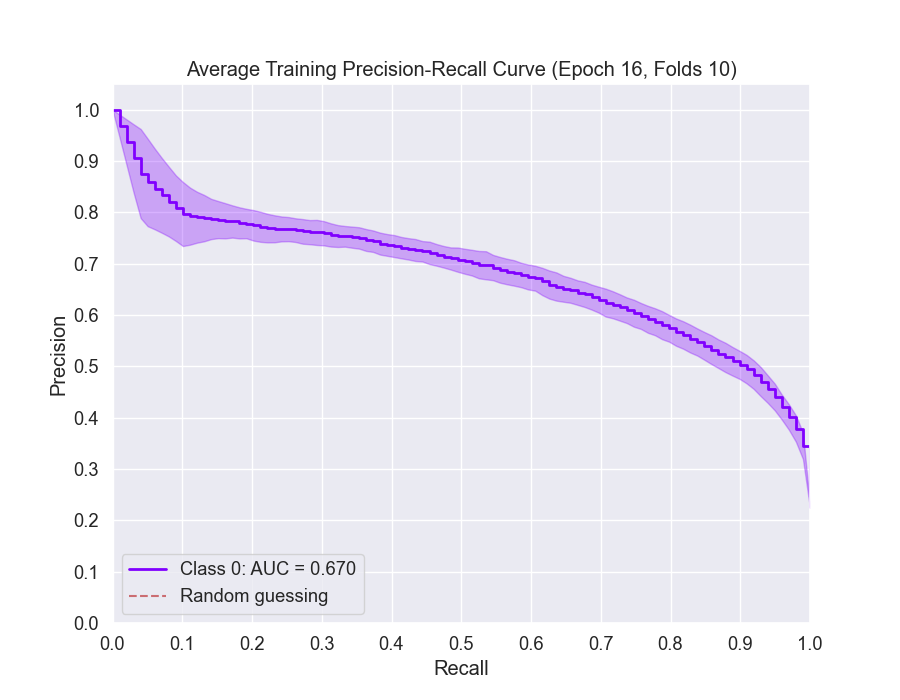 Average Training Precision-Recall Curve (Epoch 16, Folds 10)
Precision
1.0
0.9
0.8
0.7
0.6
0.5
0.4
0.3
0.2
0.1
0.0
Class 0: AUC = 0.670
Random guessing
0.0 0.1 0.2 0.3 0.4 0.5 0.6 0.7 0.8 0.9 1.0
Recall